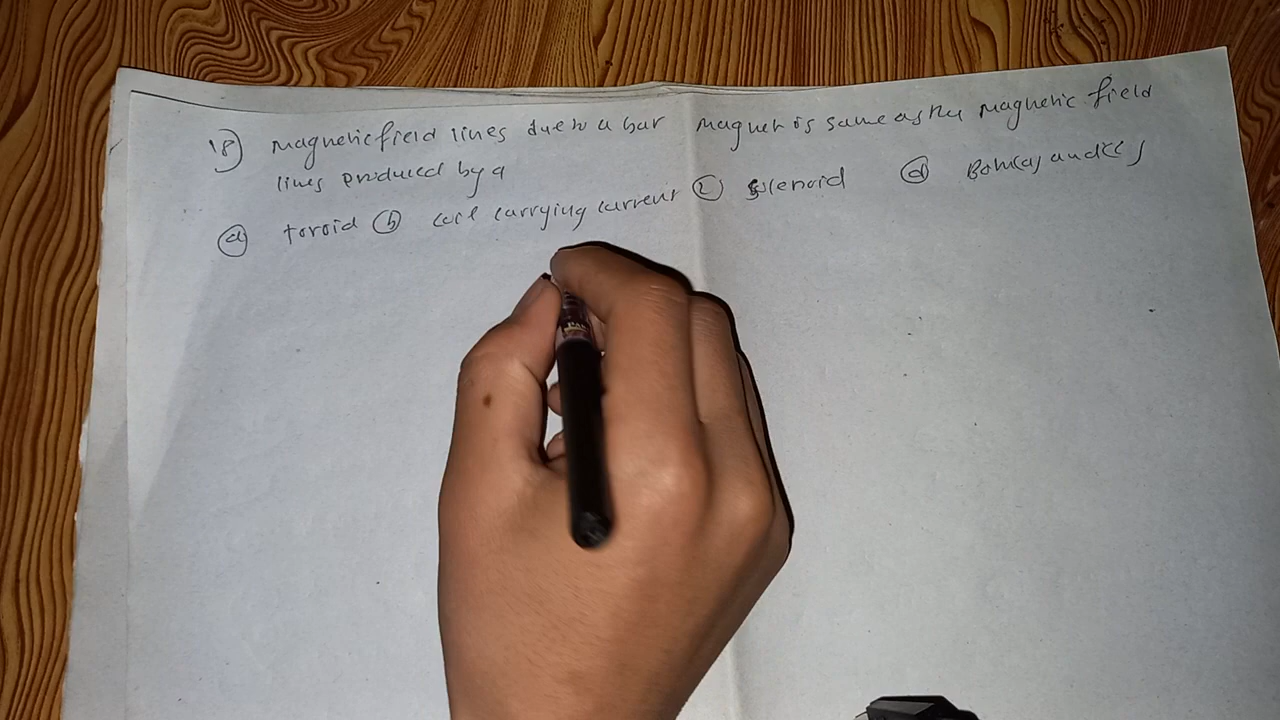 18) Magnetic field lines due to a bar magnet is same as the magnetic field
lines produced by a
(a) toroid (b) coil carrying current (c) solenoid (d) Both(a) and (c)